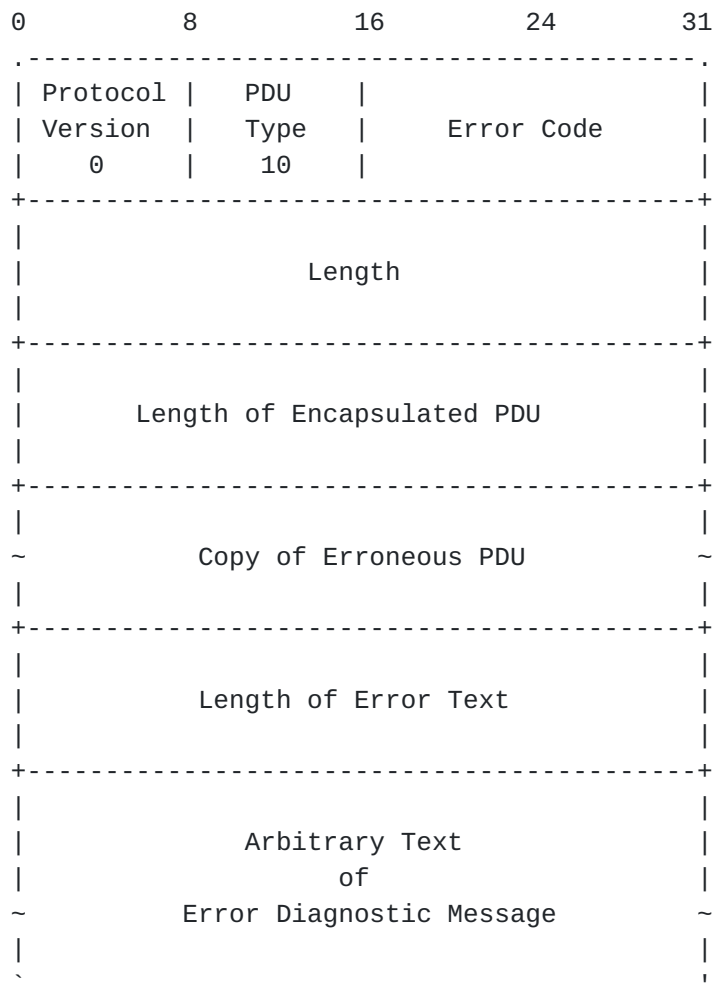 0          8          16         24        31
.-------------------------------------------.
| Protocol |   PDU    |                     |
| Version  |   Type   |     Error Code      |
|    0     |    10    |                     |
+-------------------------------------------+
|                                           |
|                  Length                   |
|                                           |
+-------------------------------------------+
|                                           |
|       Length of Encapsulated PDU          |
|                                           |
+-------------------------------------------+
|                                           |
~           Copy of Erroneous PDU           ~
|                                           |
+-------------------------------------------+
|                                           |
|           Length of Error Text            |
|                                           |
+-------------------------------------------+
|                                           |
|              Arbitrary Text               |
|                    of                     |
~          Error Diagnostic Message         ~
|                                           |
`                                           '